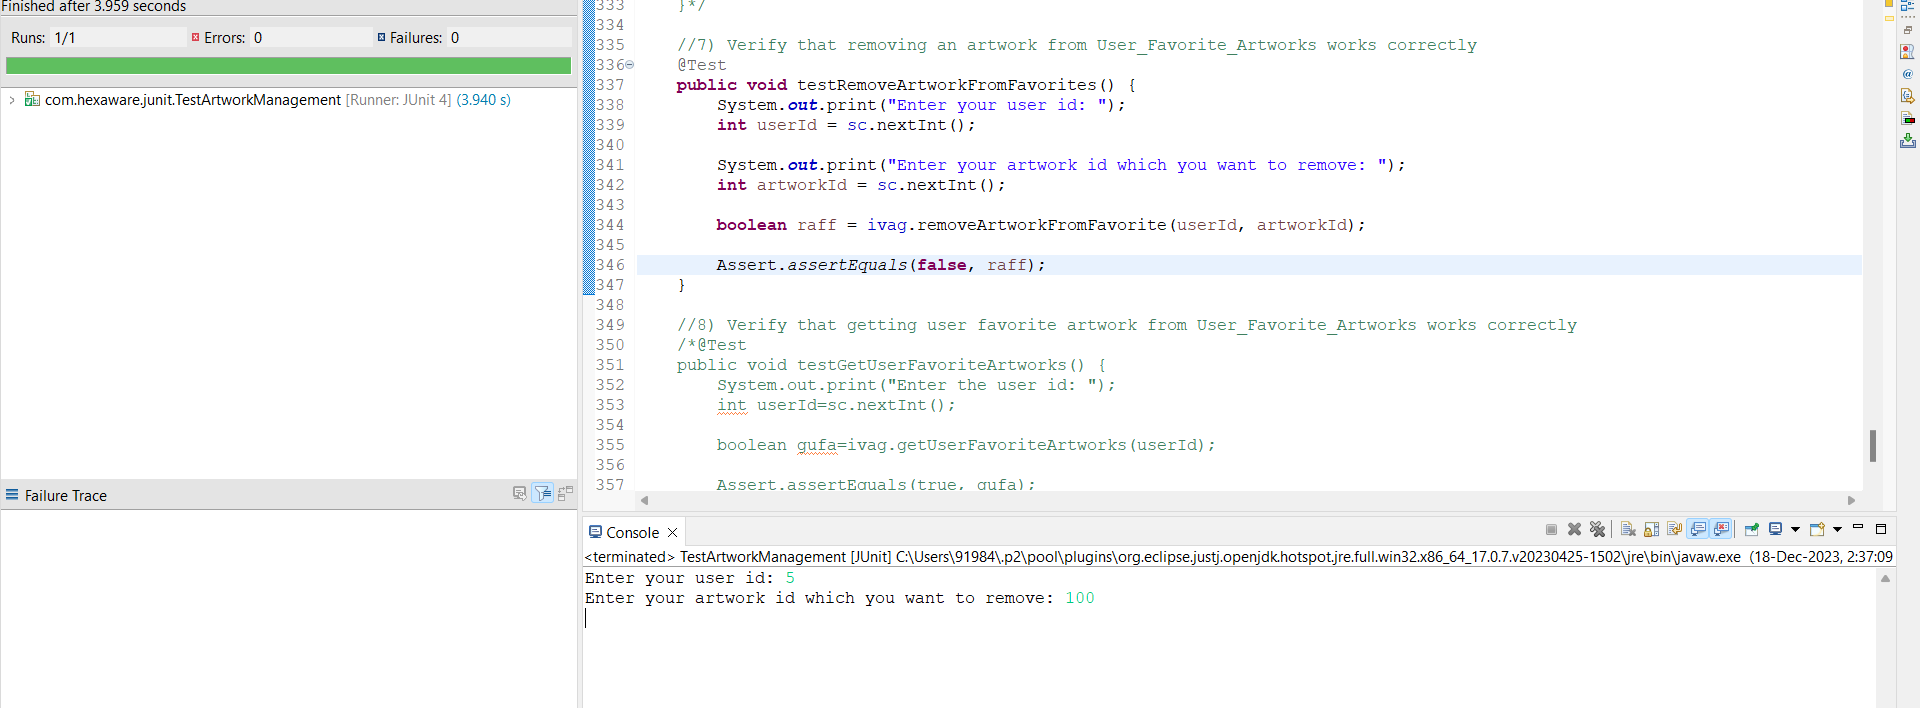 Finished after 3.959 seconds
Runs: 1/1 Errors: 0 Failures: 0
com.hexaware.junit.TestArtworkManagement [Runner: JUnit 4] (3.940 s)
Failure Trace
333 }*/
334
335 //7) Verify that removing an artwork from User_Favorite_Artworks works correctly
336 @Test
337 public void testRemoveArtworkFromFavorites() {
338 System.out.print("Enter your user id: ");
339 int userId = sc.nextInt();
340
341 System.out.print("Enter your artwork id which you want to remove: ");
342 int artworkId = sc.nextInt();
343
344 boolean raff = ivag.removeArtworkFromFavorite(userId, artworkId);
345
346 Assert.assertEquals(false, raff);
347 }
348
349 //8) Verify that getting user favorite artwork from User_Favorite_Artworks works correctly
350 /*@Test
351 public void testGetUserFavoriteArtworks() {
352 System.out.print("Enter the user id: ");
353 int userId=sc.nextInt();
354
355 boolean gufa=ivag.getUserFavoriteArtworks(userId);
356
357 Assert.assertEquals(true, gufa);
Console
<terminated> TestArtworkManagement [JUnit] C:\Users\91984\.p2\pool\plugins\org.eclipse.justj.openjdk.hotspot.jre.full.win32.x86_64_17.0.7.v20230425-1502\jre\bin\javaw.exe (18-Dec-2023, 2:37:09
Enter your user id: 5
Enter your artwork id which you want to remove: 100